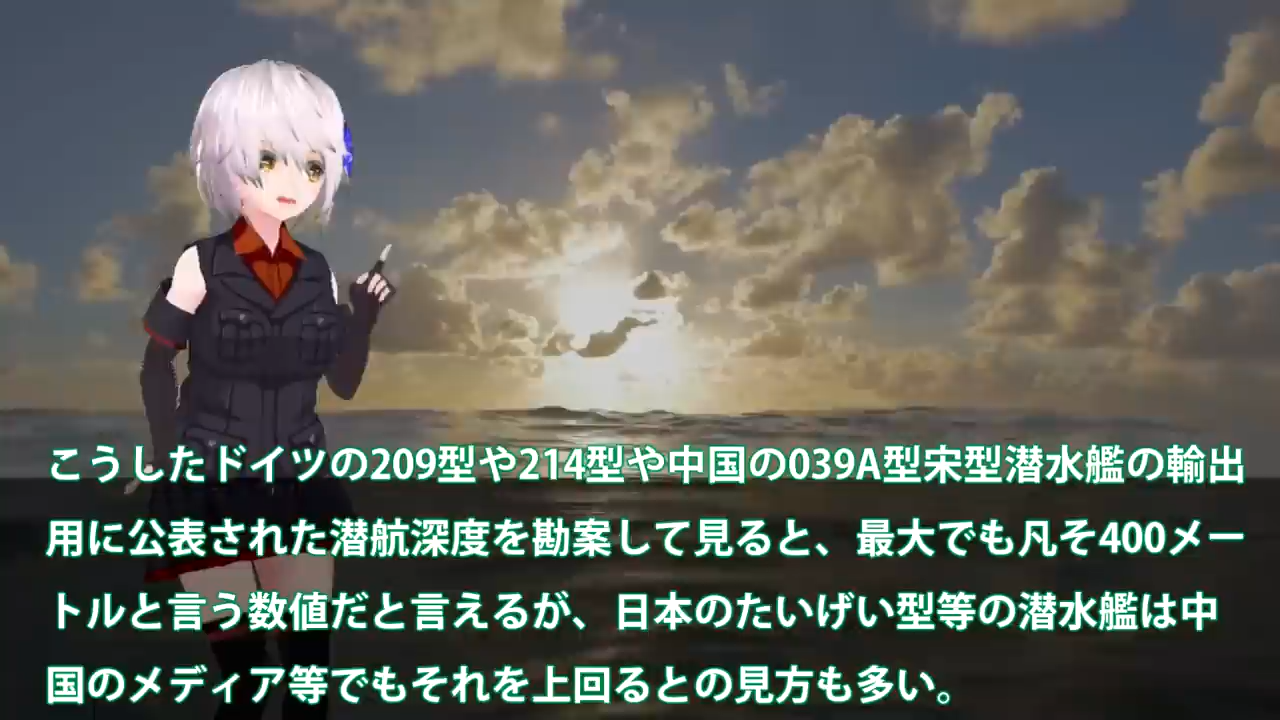 こうしたドイツの209型や214型や中国の039A型宋型潜水艦の輸出
用に公表された潜航深度を勘案して見ると、最大でも凡そ400メー
トルと言う数値だと言えるが、日本のたいげい型等の潜水艦は中
国のメディア等でもそれを上回るとの見方も多い。